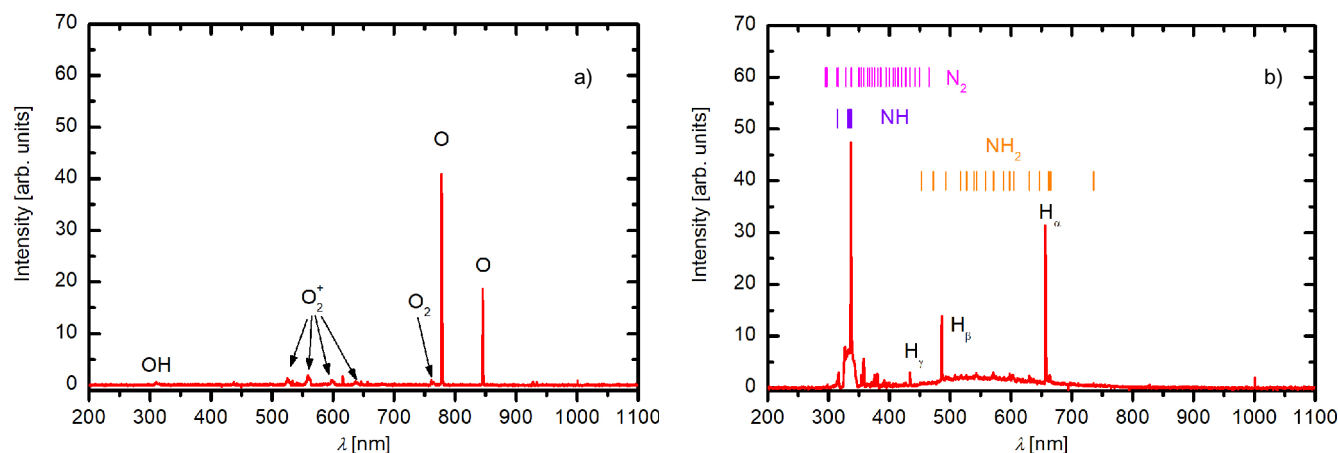 70
60
50
40
30
20
10
0
Intensity [arb. units]
a)
O
O
O₂
O₂⁺
OH
200 300 400 500 600 700 800 900 1000 1100
λ [nm]
70
60
50
40
30
20
10
0
Intensity [arb. units]
b)
N₂
NH
NH₂
Hα
Hβ
Hγ
200 300 400 500 600 700 800 900 1000 1100
λ [nm]